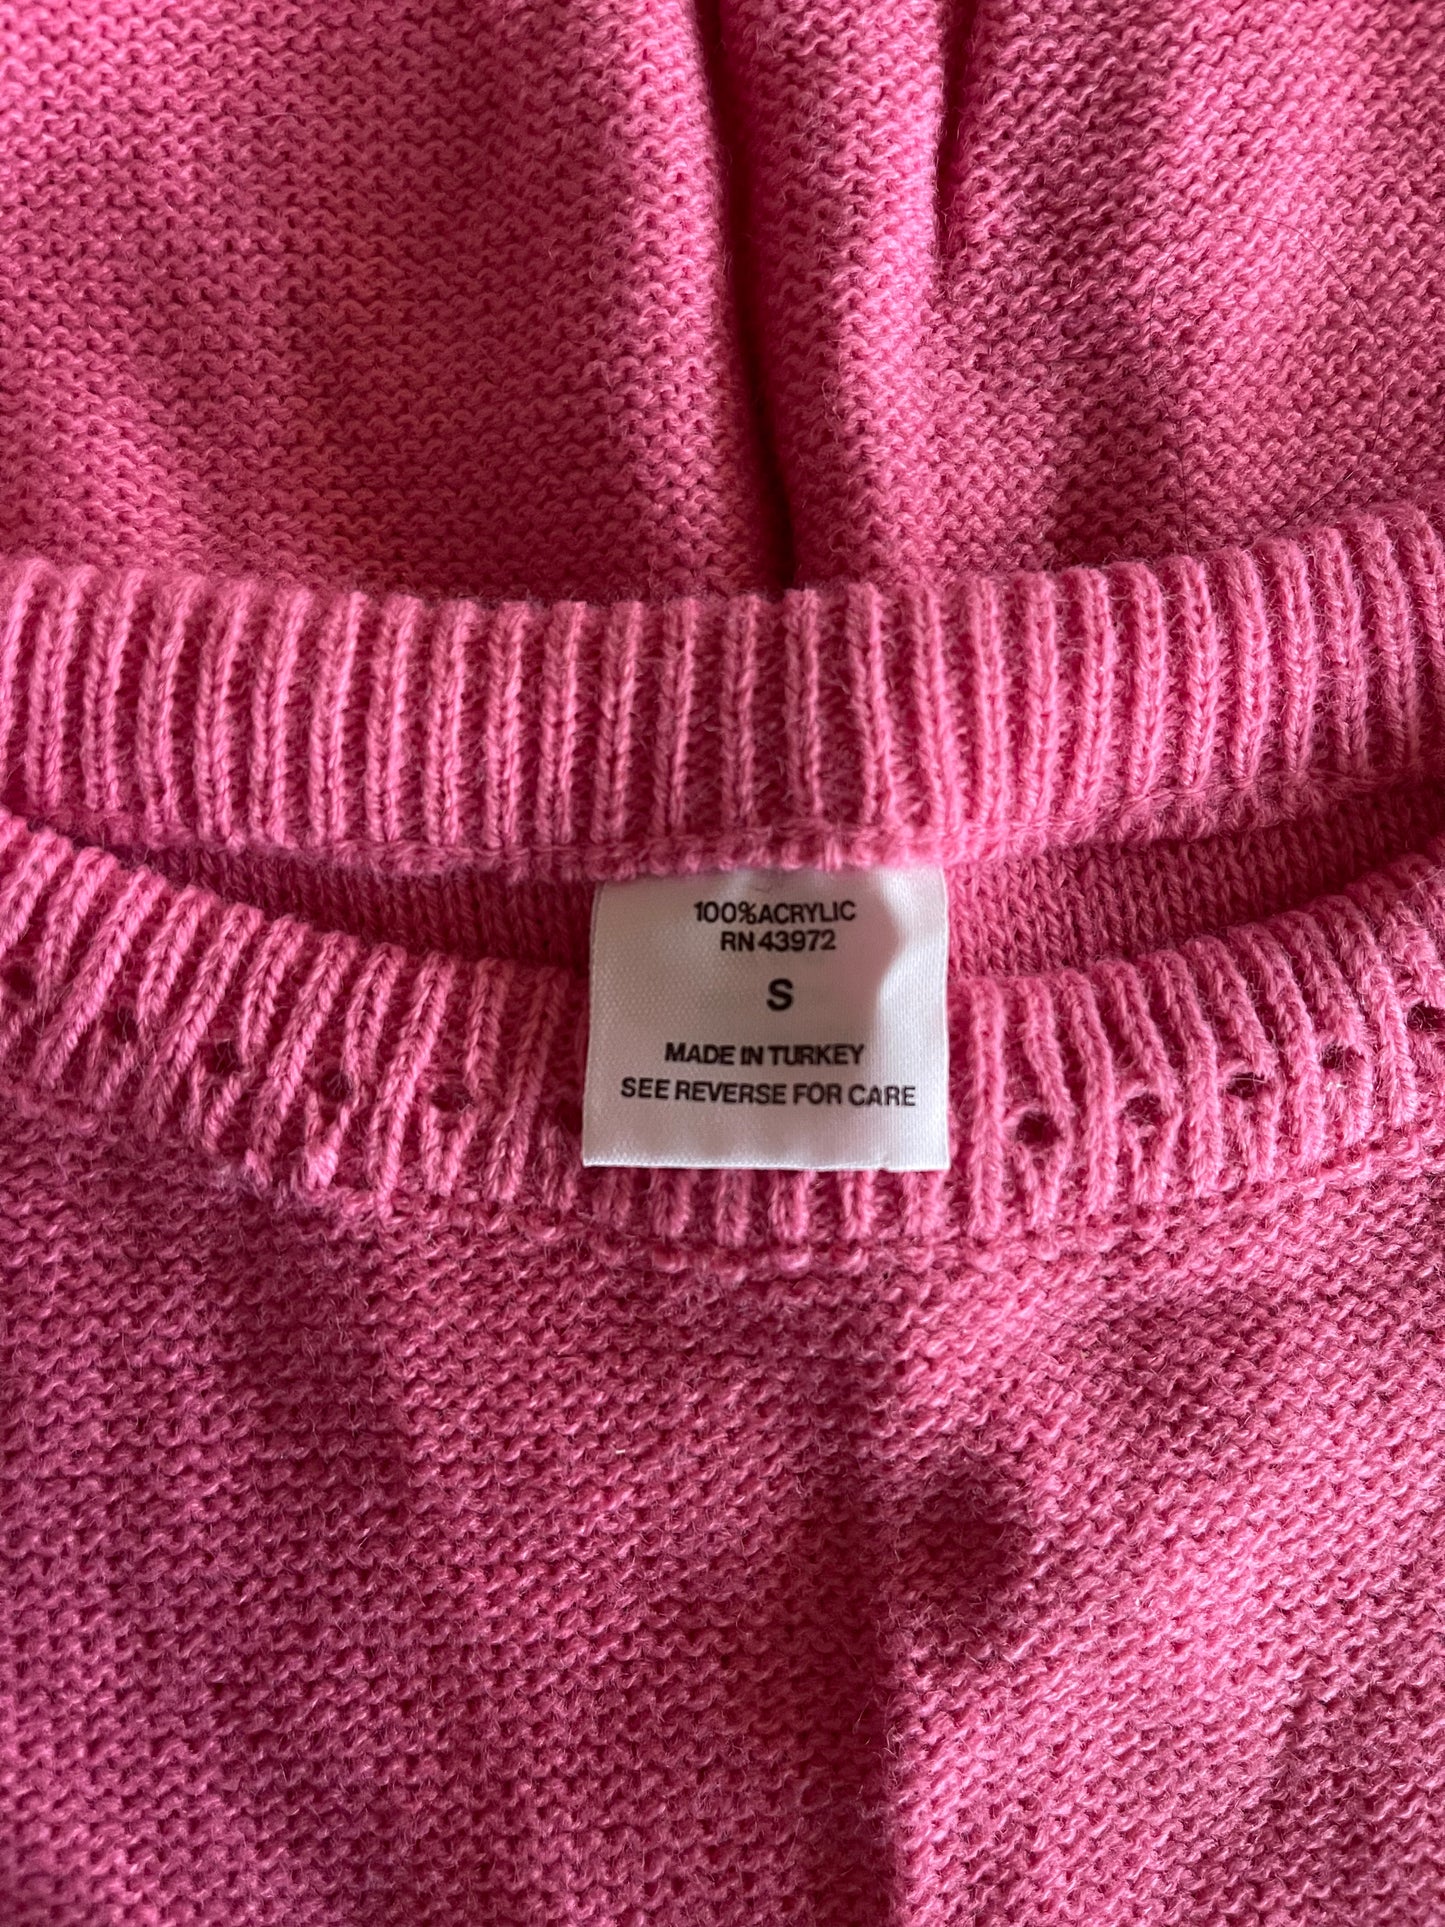 100%ACRYLIC
RN 43972
S
MADE IN TURKEY
SEE REVERSE FOR CARE